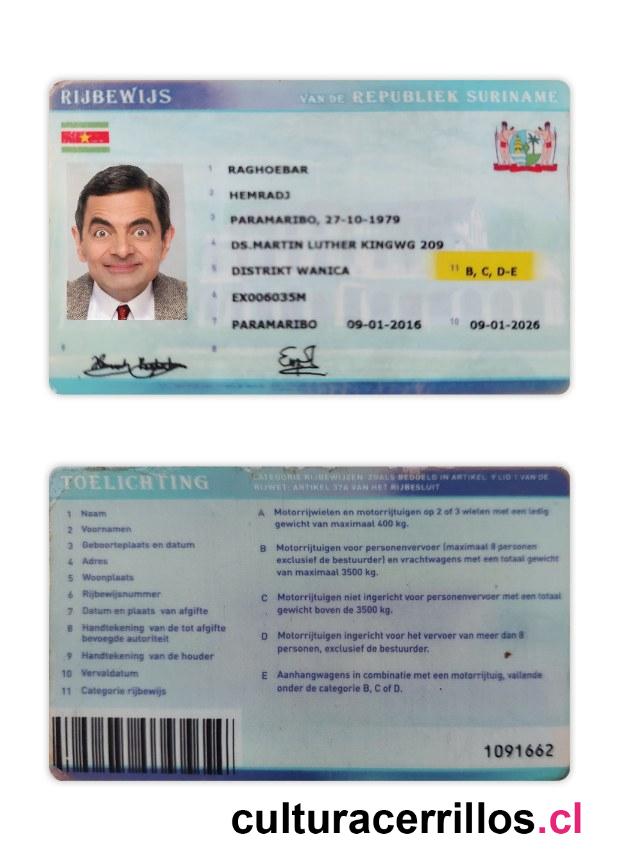 RIJBEWIJS VAN DE REPUBLIEK SURINAME
1 RAGHOEBAR
2 HEMRADJ
3 PARAMARIBO, 27-10-1979
4 DS.MARTIN LUTHER KINGWG 209
5 DISTRIKT WANICA 11 B, C, D-E
6 EX006035M
7 PARAMARIBO 09-01-2016 10 09-01-2026
9 8
TOELICHTING
CATEGORIE RIJBEWIJZEN, ZOALS BEDOELD IN ARTIKEL 9 LID 1 VAN DE
RIJWET; ARTIKEL 37A VAN HET RIJBESLUIT
1 Naam
2 Voornamen
3 Geboorteplaats en datum
4 Adres
5 Woonplaats
6 Rijbewijsnummer
7 Datum en plaats van afgifte
8 Handtekening van de tot afgifte
bevoegde autoriteit
9 Handtekening van de houder
10 Vervaldatum
11 Categorie rijbewijs
A Motorrijwielen en motorrijtuigen op 2 of 3 wielen met een ledig
gewicht van maximaal 400 kg.
B Motorrijtuigen voor personenvervoer (maximaal 8 personen
exclusief de bestuurder) en vrachtwagens met een totaal gewicht
van maximaal 3500 kg.
C Motorrijtuigen niet ingericht voor personenvervoer met een totaal
gewicht boven de 3500 kg.
D Motorrijtuigen ingericht voor het vervoer van meer dan 8
personen, exclusief de bestuurder.
E Aanhangwagens in combinatie met een motorrijtuig, vallende
onder de categorie B, C of D.
1091662
culturacerrillos.cl